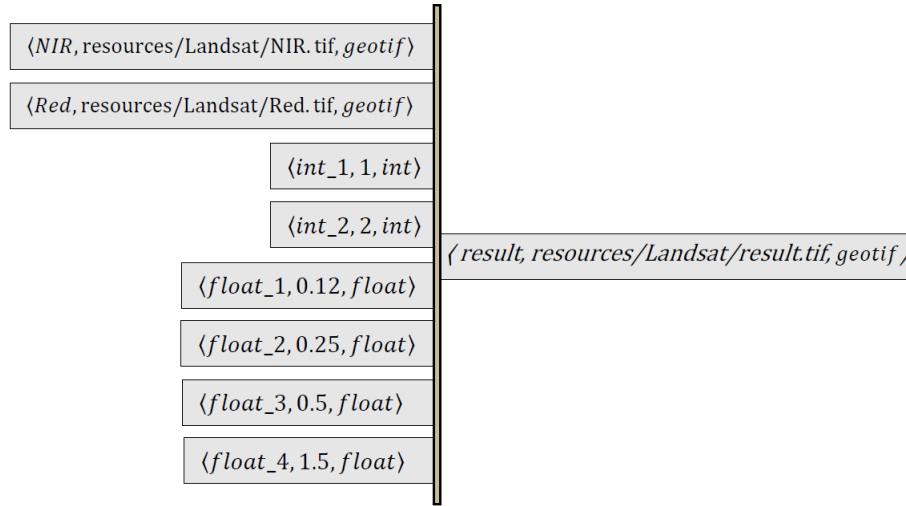 ⟨NIR, resources/Landsat/NIR.tif, geotif⟩
⟨Red, resources/Landsat/Red.tif, geotif⟩
⟨int_1, 1, int⟩
⟨int_2, 2, int⟩
⟨ result, resources/Landsat/result.tif, geotif ⟩
⟨float_1, 0.12, float⟩
⟨float_2, 0.25, float⟩
⟨float_3, 0.5, float⟩
⟨float_4, 1.5, float⟩